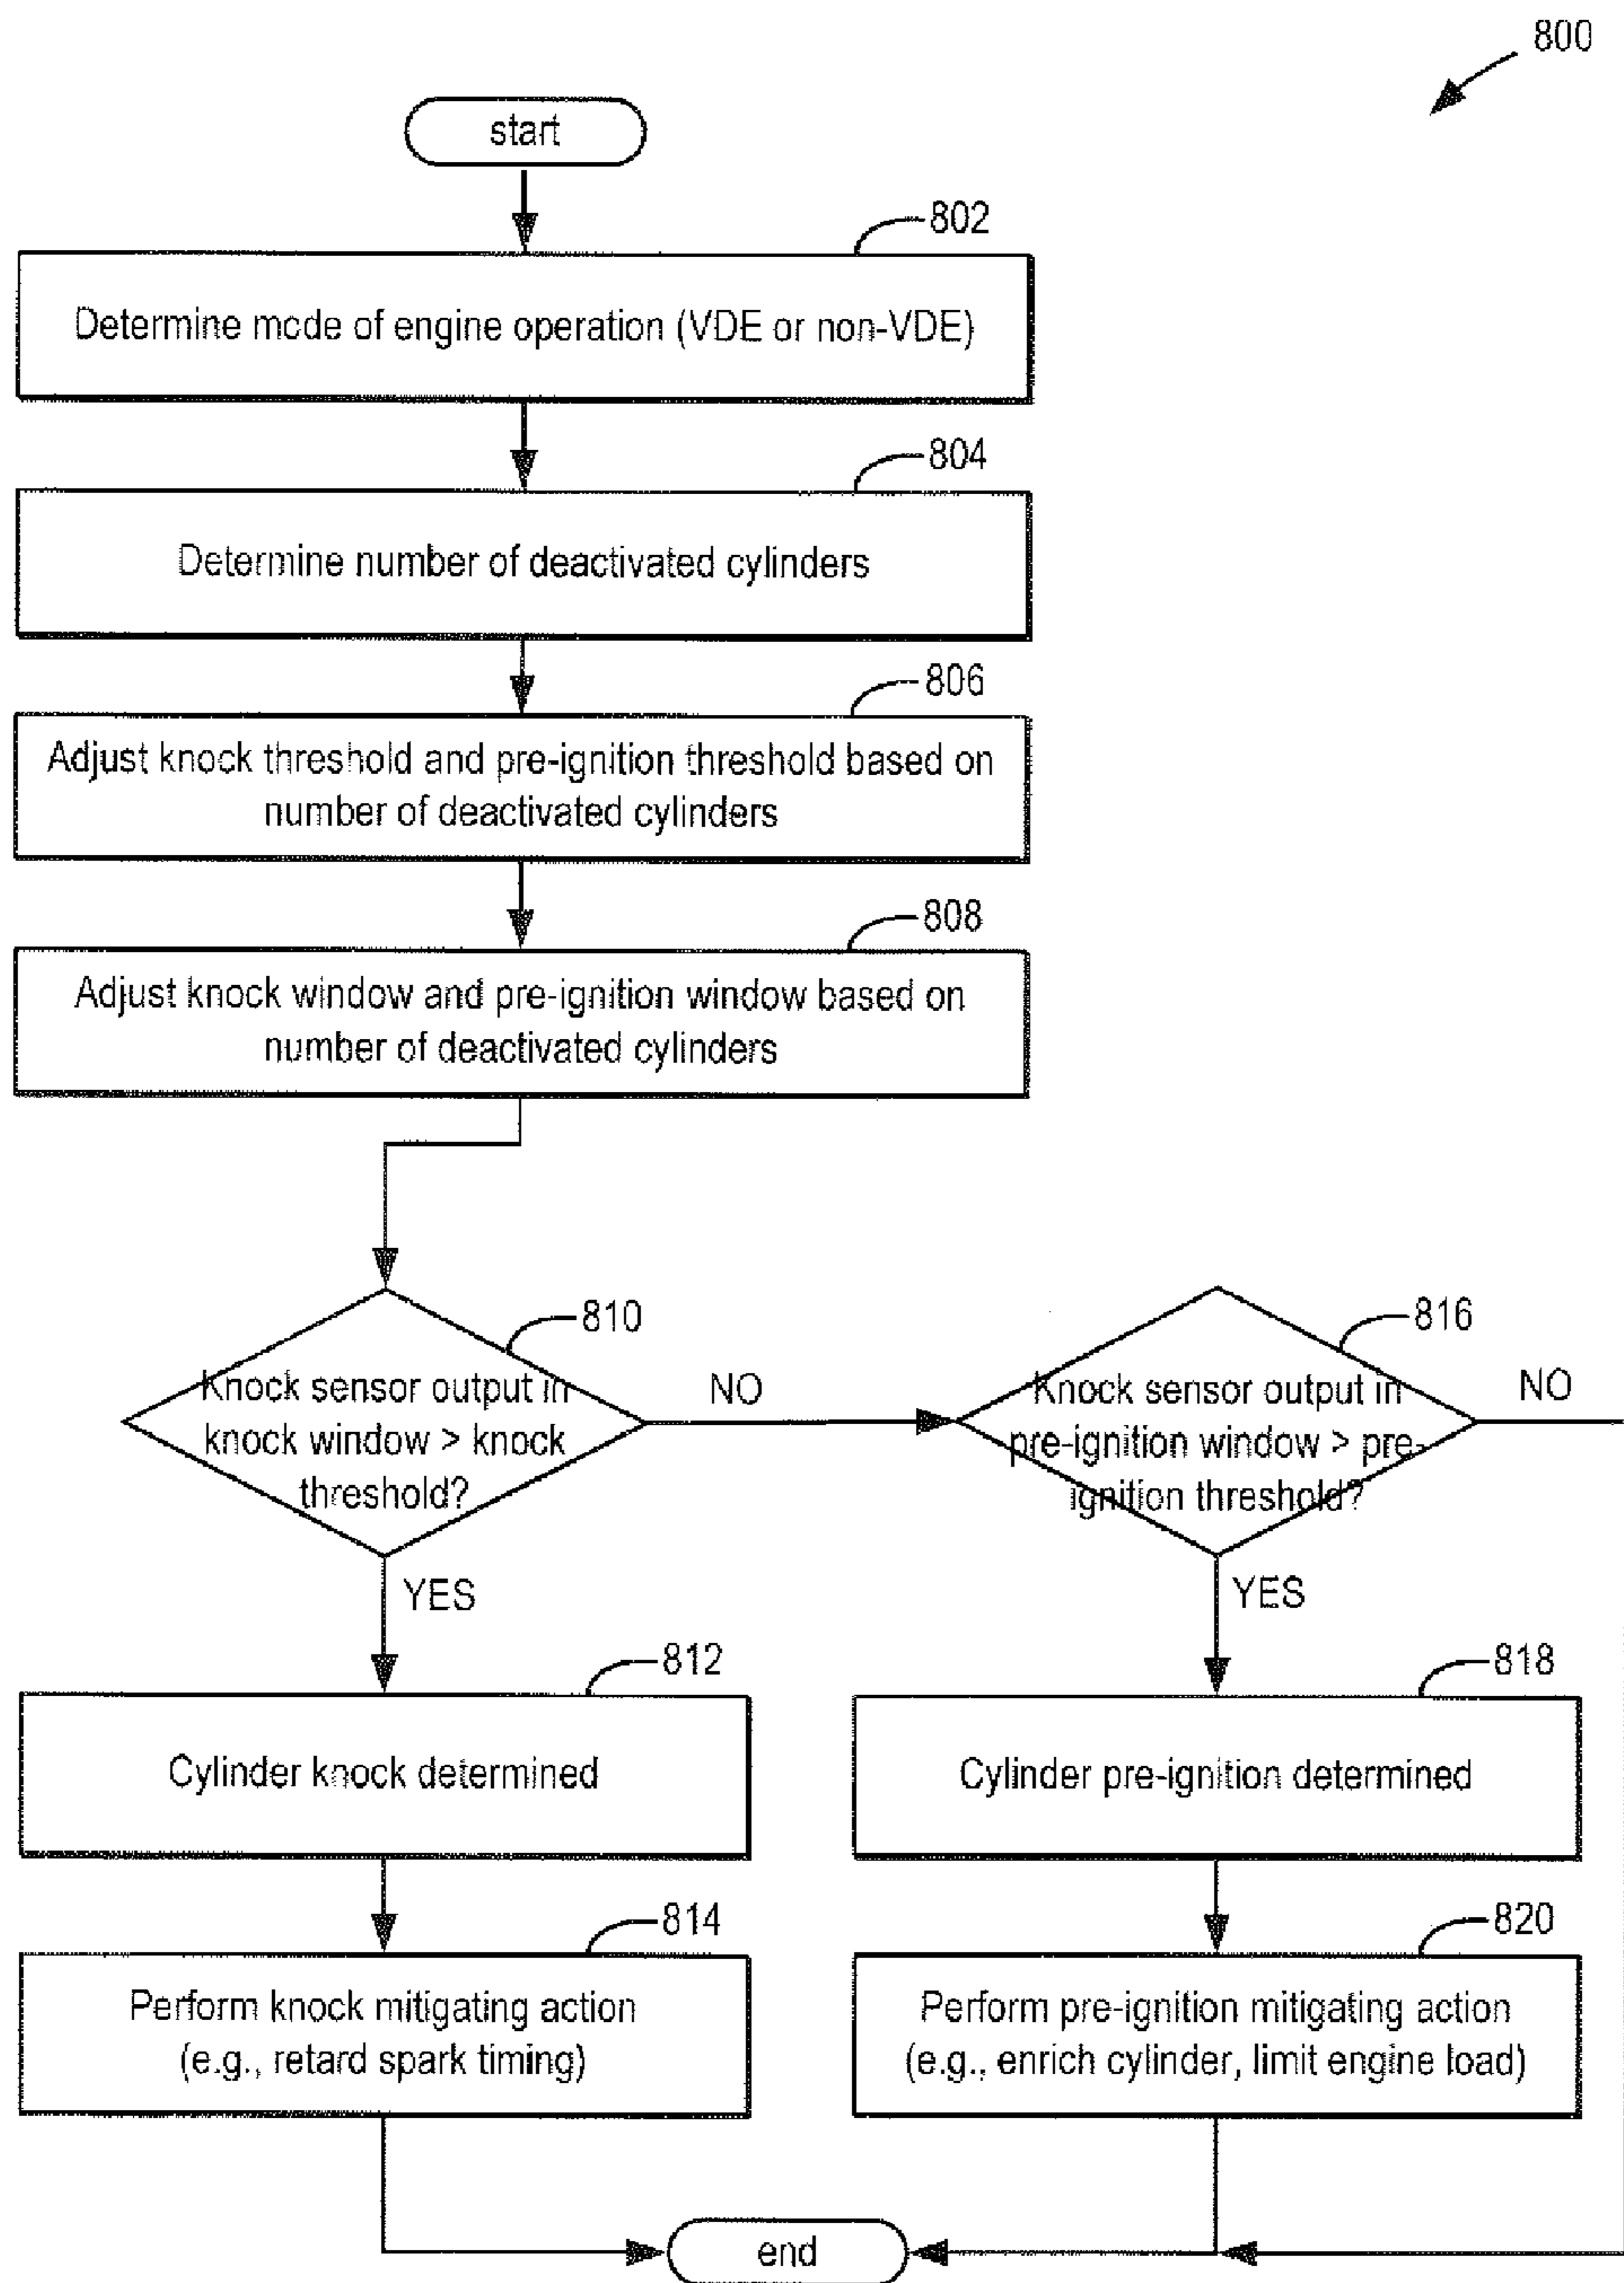 800
start
802
Determine mode of engine operation (VDE or non-VDE)
804
Determine number of deactivated cylinders
806
Adjust knock threshold and pre-ignition threshold based on
number of deactivated cylinders
808
Adjust knock window and pre-ignition window based on
number of deactivated cylinders
810
Knock sensor output in
knock window > knock
threshold?
NO
YES
816
Knock sensor output in
pre-ignition window > pre-
ignition threshold?
NO
YES
812
Cylinder knock determined
818
Cylinder pre-ignition determined
814
Perform knock mitigating action
(e.g., retard spark timing)
820
Perform pre-ignition mitigating action
(e.g., enrich cylinder, limit engine load)
end